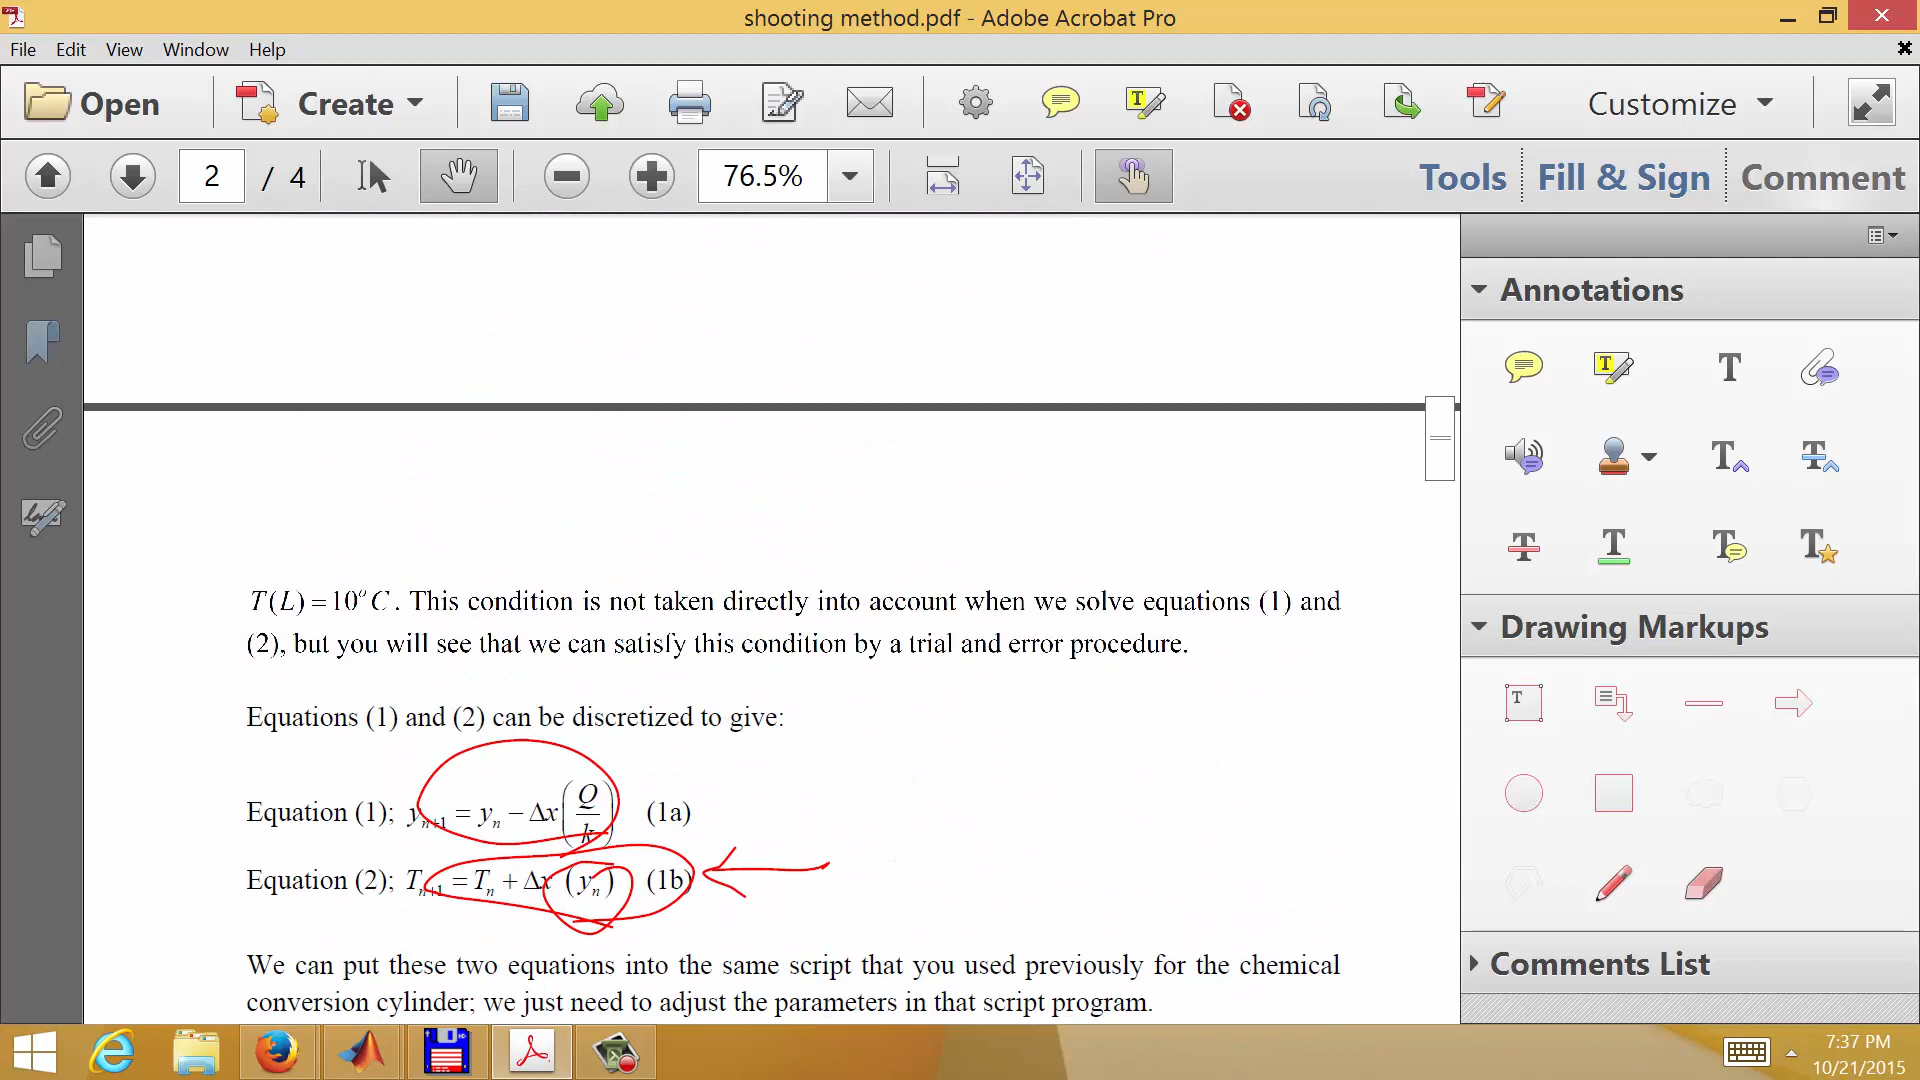 shooting method.pdf - Adobe Acrobat Pro
File Edit View Window Help
Open Create Customize
2 / 4 76.5% Tools Fill & Sign Comment
Annotations
T(L) = 10° C. This condition is not taken directly into account when we solve equations (1) and
(2), but you will see that we can satisfy this condition by a trial and error procedure.
Equations (1) and (2) can be discretized to give:
Equation (1); yₙ₊₁ = yₙ − Δx (Q/k) (1a)
Equation (2); Tₙ₊₁ = Tₙ + Δx (yₙ) (1b)
We can put these two equations into the same script that you used previously for the chemical
conversion cylinder; we just need to adjust the parameters in that script program.
Drawing Markups
Comments List
7:37 PM
10/21/2015